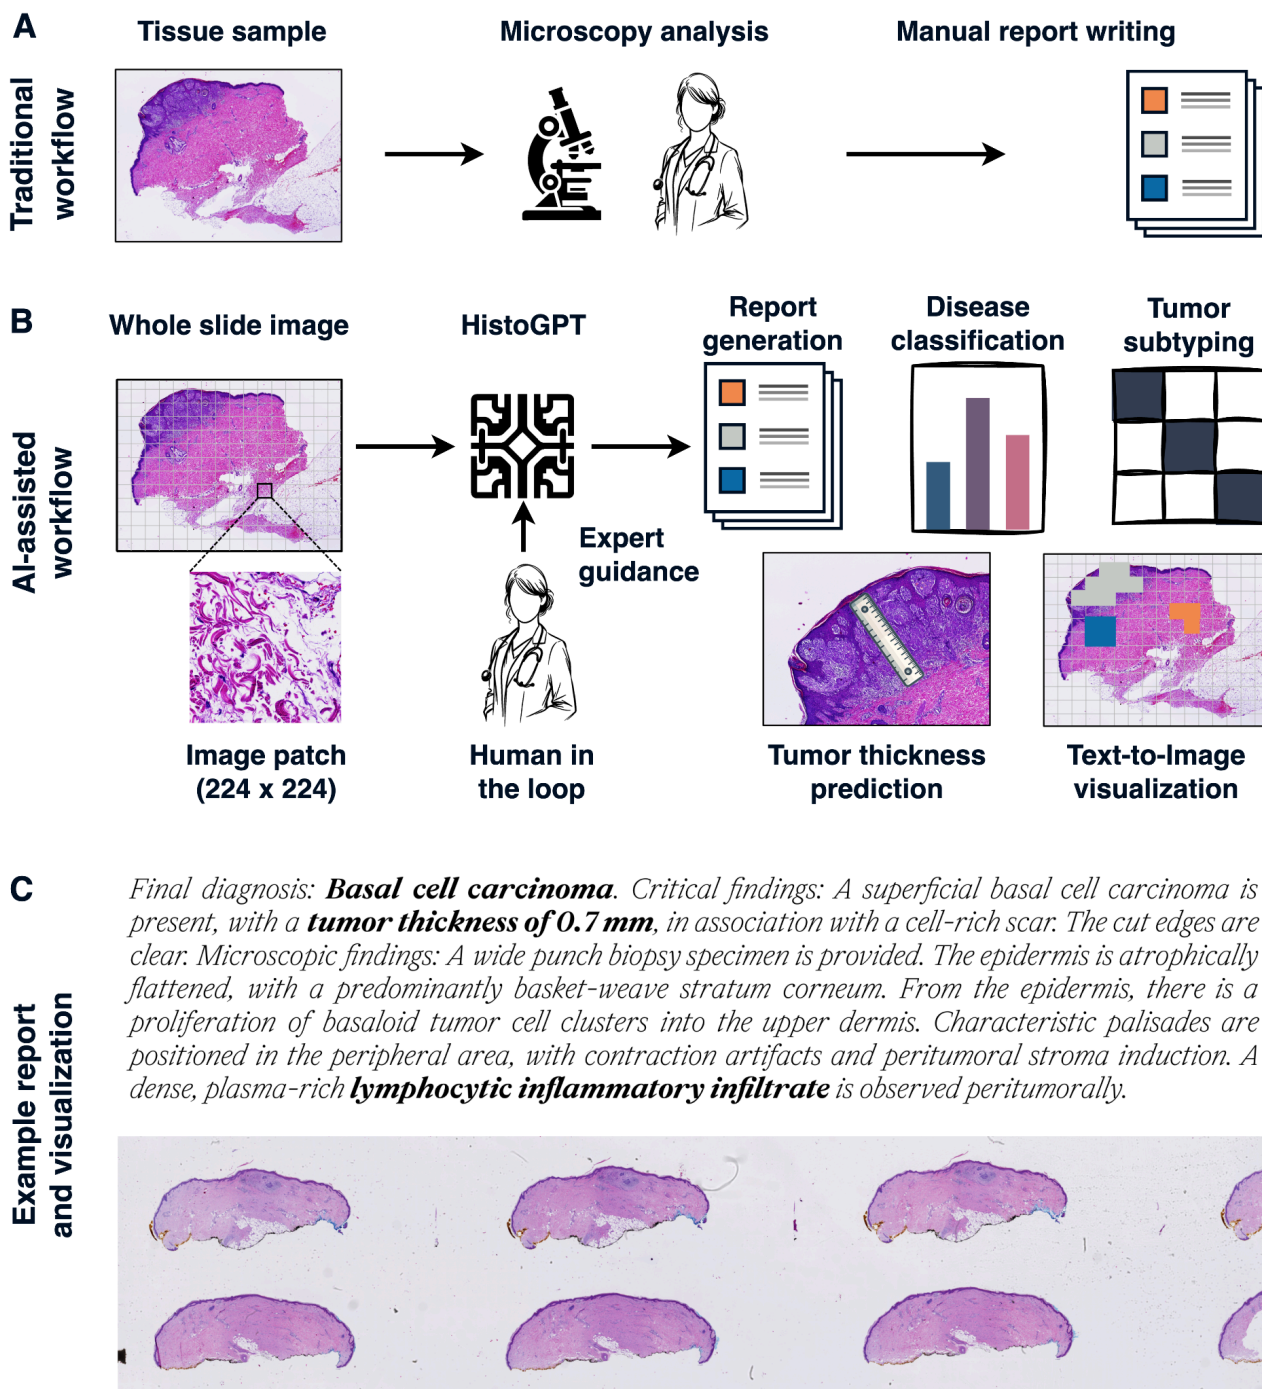 A
Tissue sample
Microscopy analysis
Manual report writing
Traditional
workflow
B
Whole slide image
HistoGPT
Report
generation
Disease
classification
Tumor
subtyping
AI-assisted
workflow
Expert
guidance
Image patch
(224 x 224)
Human in
the loop
Tumor thickness
prediction
Text-to-Image
visualization
C
Example report
and visualization
Final diagnosis: Basal cell carcinoma. Critical findings: A superficial basal cell carcinoma is
present, with a tumor thickness of 0.7 mm, in association with a cell-rich scar. The cut edges are
clear. Microscopic findings: A wide punch biopsy specimen is provided. The epidermis is atrophically
flattened, with a predominantly basket-weave stratum corneum. From the epidermis, there is a
proliferation of basaloid tumor cell clusters into the upper dermis. Characteristic palisades are
positioned in the peripheral area, with contraction artifacts and peritumoral stroma induction. A
dense, plasma-rich lymphocytic inflammatory infiltrate is observed peritumorally.